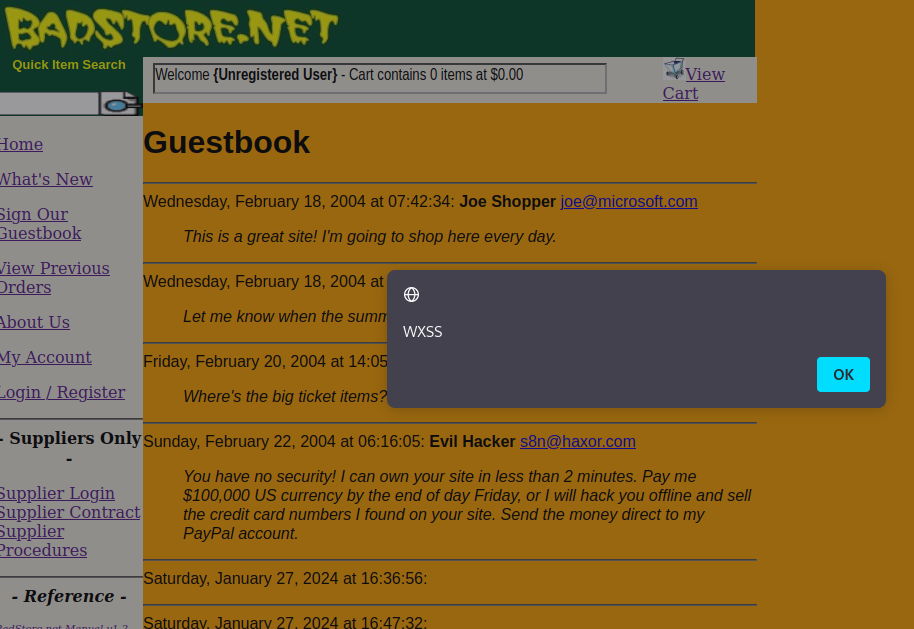 BADSTORE.NET
Quick Item Search
Welcome {Unregistered User} - Cart contains 0 items at $0.00
View
Cart
Home
What's New
Sign Our
Guestbook
View Previous
Orders
About Us
My Account
Login / Register
- Suppliers Only
-
Supplier Login
Supplier Contract
Supplier
Procedures
- Reference -
BadStore.net Manual v1.2
Guestbook
Wednesday, February 18, 2004 at 07:42:34: Joe Shopper joe@microsoft.com
This is a great site! I'm going to shop here every day.
Wednesday, February 18, 2004 at
Let me know when the summ
Friday, February 20, 2004 at 14:05
Where's the big ticket items?
Sunday, February 22, 2004 at 06:16:05: Evil Hacker s8n@haxor.com
You have no security! I can own your site in less than 2 minutes. Pay me
$100,000 US currency by the end of day Friday, or I will hack you offline and sell
the credit card numbers I found on your site. Send the money direct to my
PayPal account.
Saturday, January 27, 2024 at 16:36:56:
Saturday, January 27, 2024 at 16:47:32:
WXSS
OK